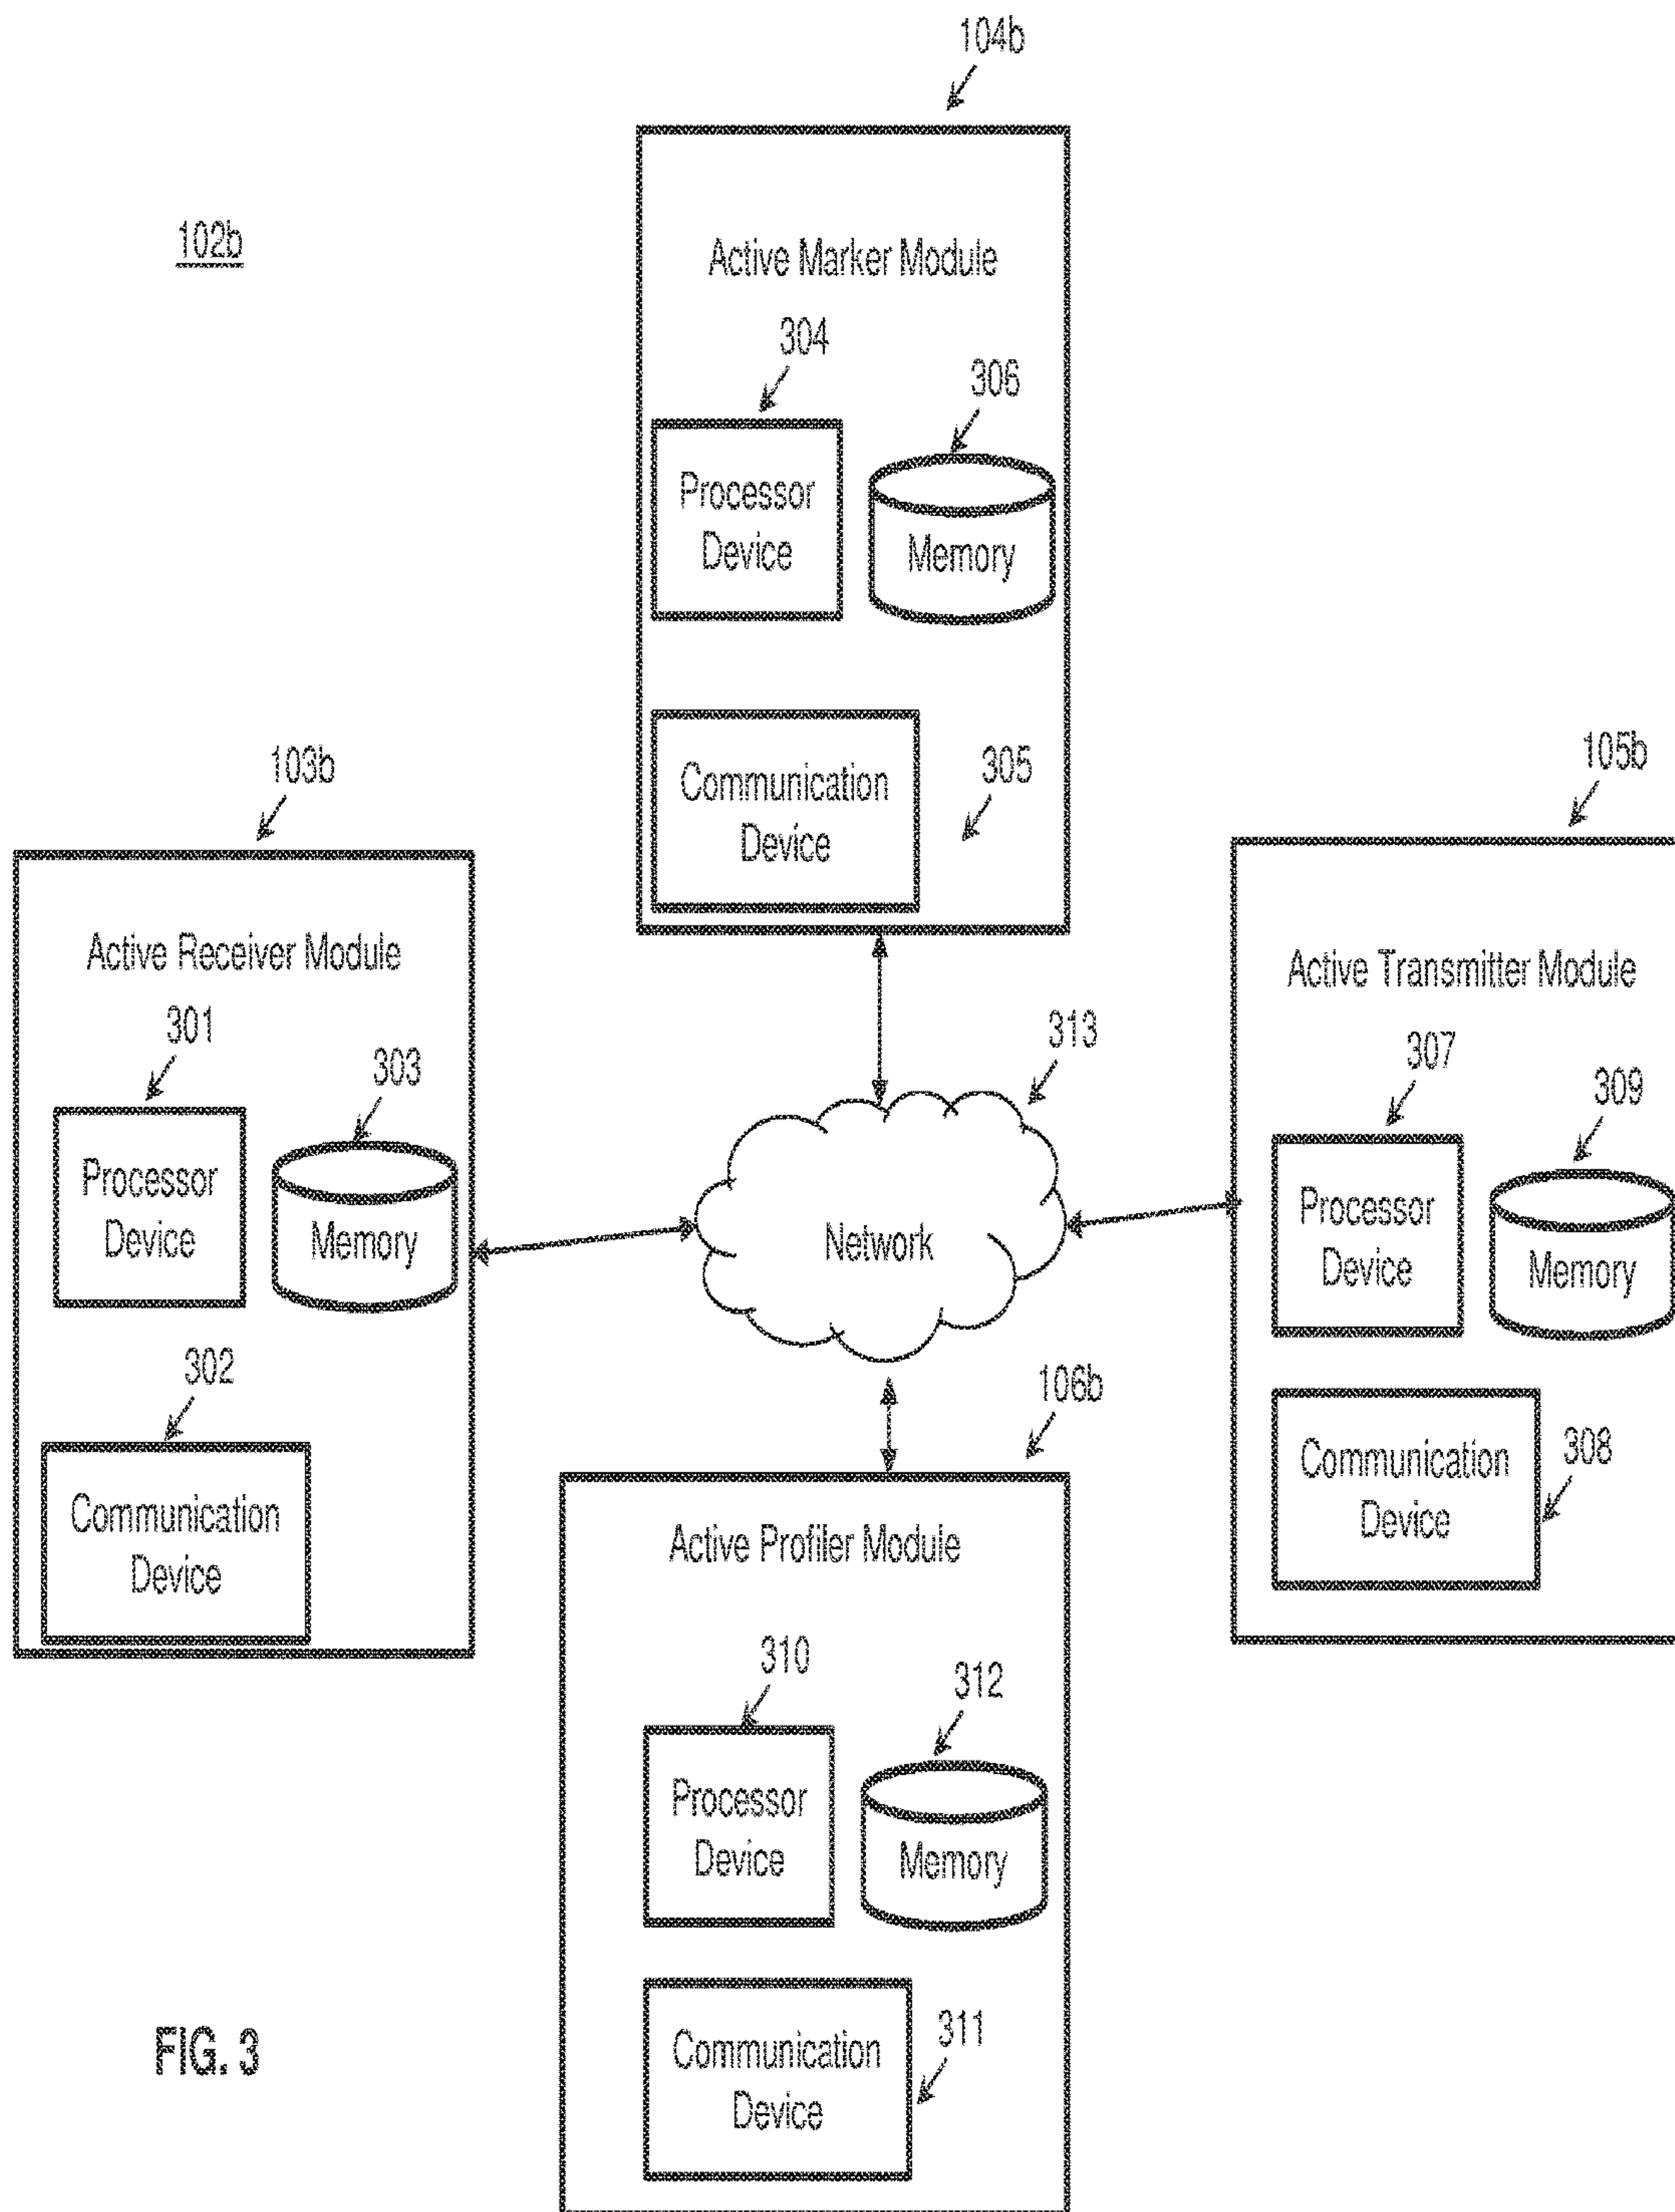 104b
102b
Active Marker Module
304
306
Processor
Device
Memory
Communication
Device
305
103b
Active Receiver Module
301
303
Processor
Device
Memory
302
Communication
Device
313
Network
105b
Active Transmitter Module
307
309
Processor
Device
Memory
Communication
Device
308
106b
Active Profiler Module
310
312
Processor
Device
Memory
Communication
Device
311
FIG. 3